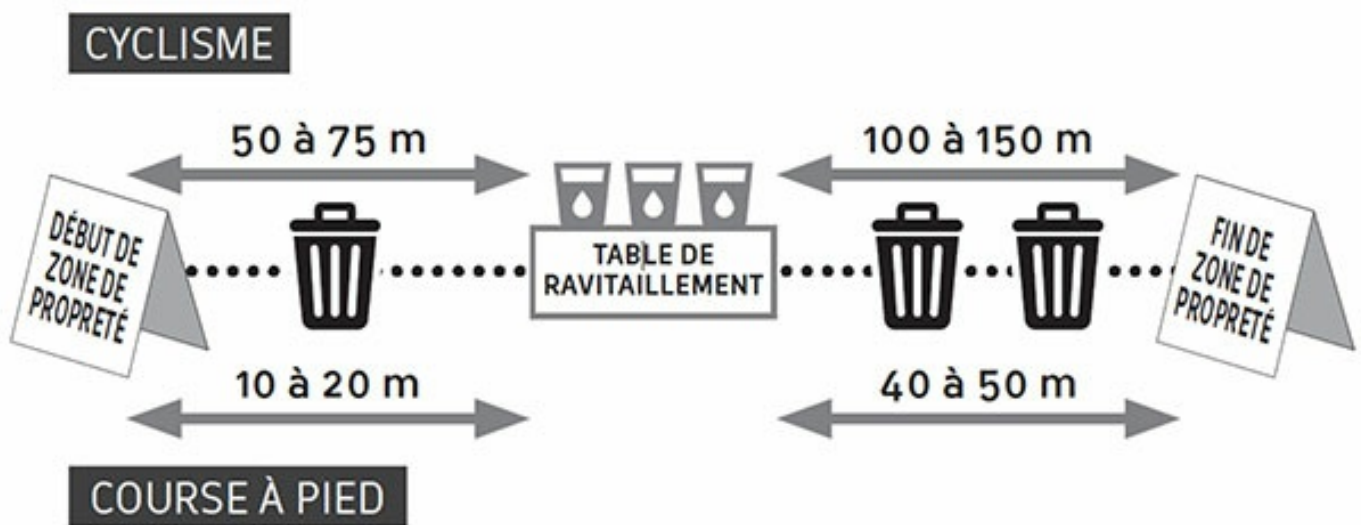 CYCLISME
50 à 75 m
100 à 150 m
DÉBUT DE
ZONE DE
PROPRETÉ
TABLE DE
RAVITAILLEMENT
FIN DE
ZONE DE
PROPRETÉ
10 à 20 m
40 à 50 m
COURSE À PIED